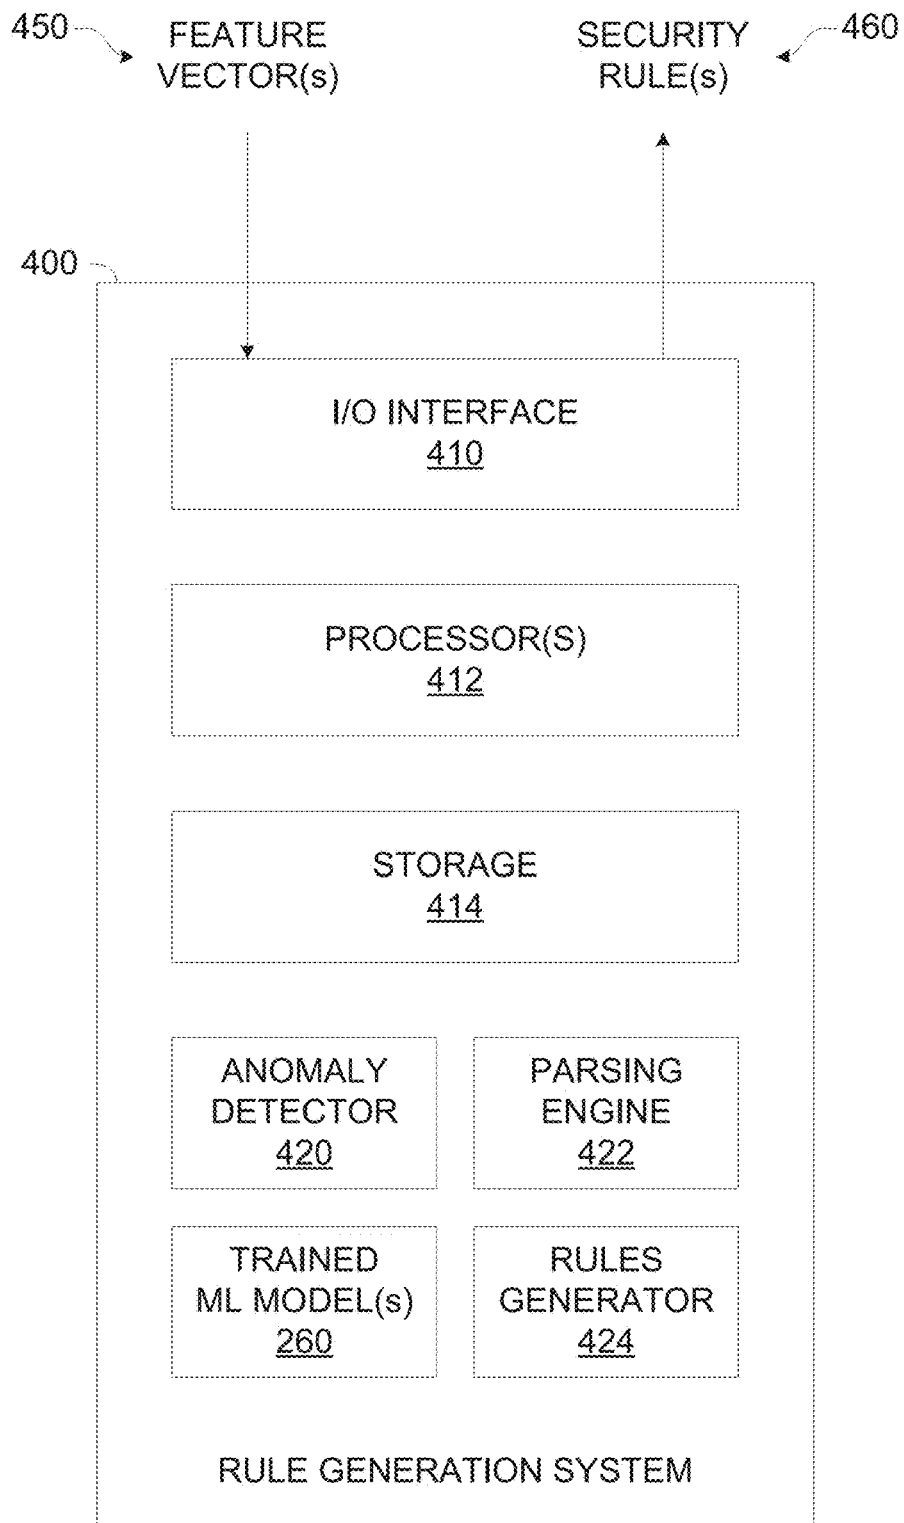 450
FEATURE
VECTOR(s)
SECURITY
RULE(s)
460
400
I/O INTERFACE
410
PROCESSOR(S)
412
STORAGE
414
ANOMALY
DETECTOR
420
PARSING
ENGINE
422
TRAINED
ML MODEL(s)
260
RULES
GENERATOR
424
RULE GENERATION SYSTEM